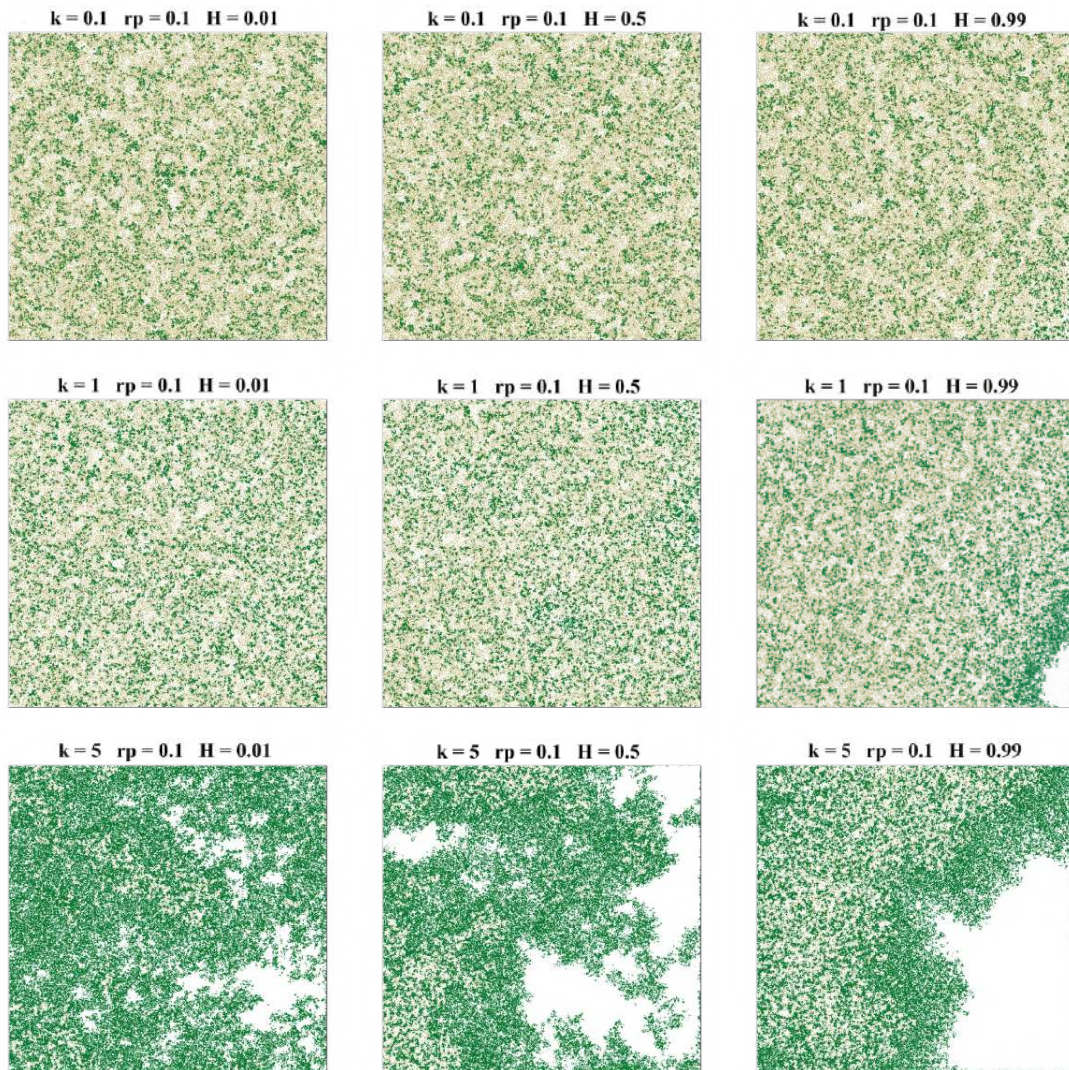 k = 0.1 rp = 0.1 H = 0.01
k = 0.1 rp = 0.1 H = 0.5
k = 0.1 rp = 0.1 H = 0.99
k = 1 rp = 0.1 H = 0.01
k = 1 rp = 0.1 H = 0.5
k = 1 rp = 0.1 H = 0.99
k = 5 rp = 0.1 H = 0.01
k = 5 rp = 0.1 H = 0.5
k = 5 rp = 0.1 H = 0.99